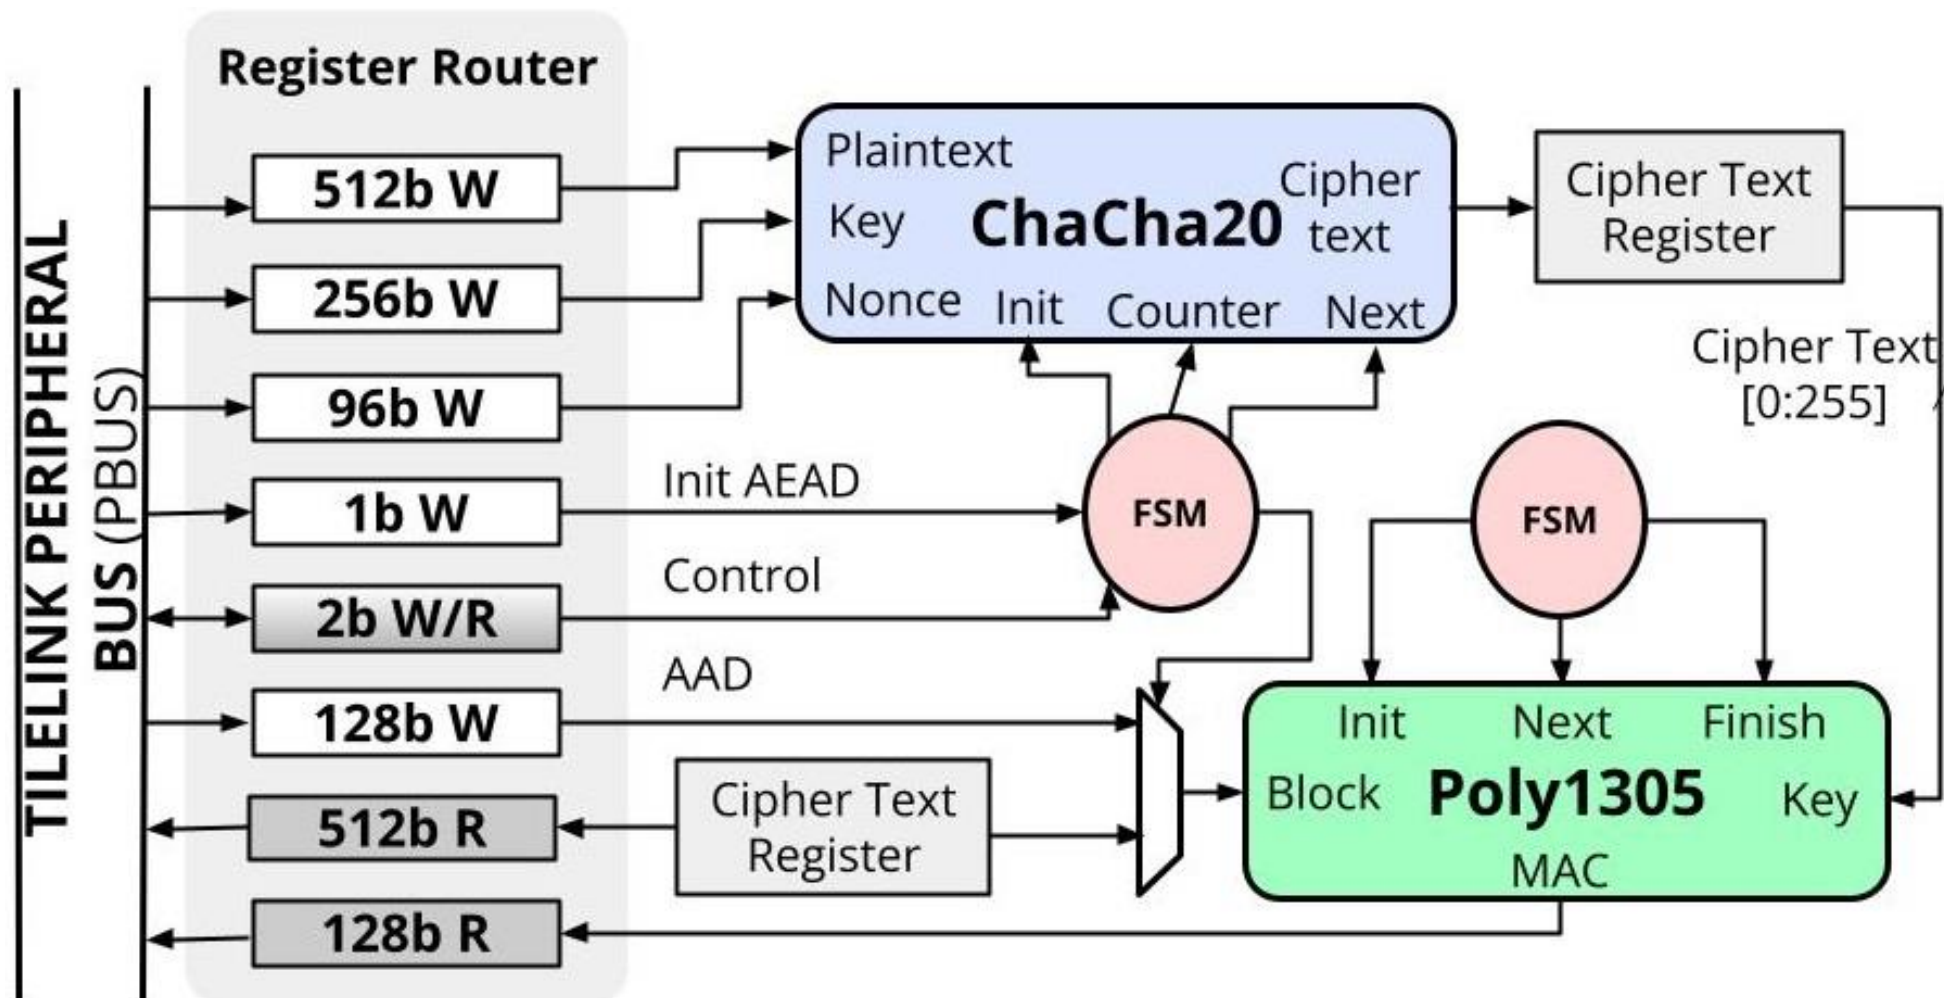 Register Router
TILELINK PERIPHERAL
BUS (PBUS)
512b W
256b W
96b W
1b W
2b W/R
128b W
512b R
128b R
Plaintext
Key
Nonce
ChaCha20
Cipher
text
Init
Counter
Next
Cipher Text
Register
Cipher Text
[0:255]
Init AEAD
Control
AAD
FSM
FSM
Cipher Text
Register
Init
Next
Finish
Block
Poly1305
Key
MAC